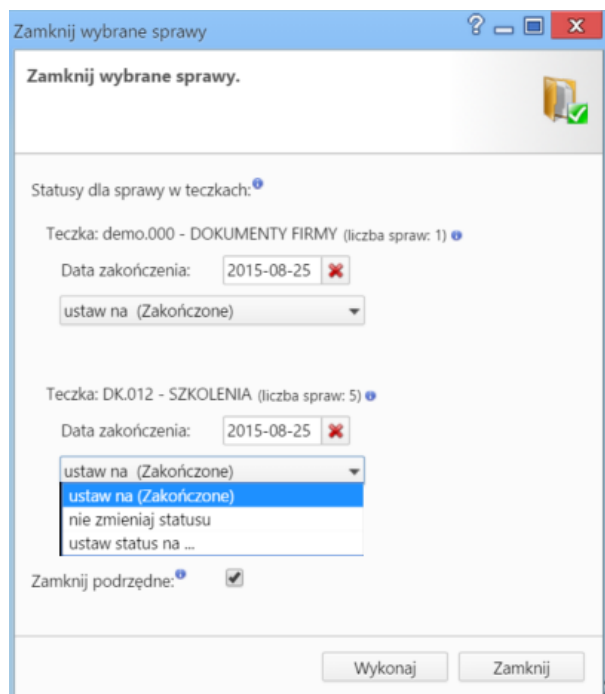 Zamknij wybrane sprawy
Zamknij wybrane sprawy.
Statusy dla sprawy w teczkach:
Teczka: demo.000 - DOKUMENTY FIRMY (liczba spraw: 1)
Data zakończenia: 2015-08-25
ustaw na (Zakończone)
Teczka: DK.012 - SZKOLENIA (liczba spraw: 5)
Data zakończenia: 2015-08-25
ustaw na (Zakończone)
ustaw na (Zakończone)
nie zmieniaj statusu
ustaw status na ...
Zamknij podrzędne:
Wykonaj Zamknij